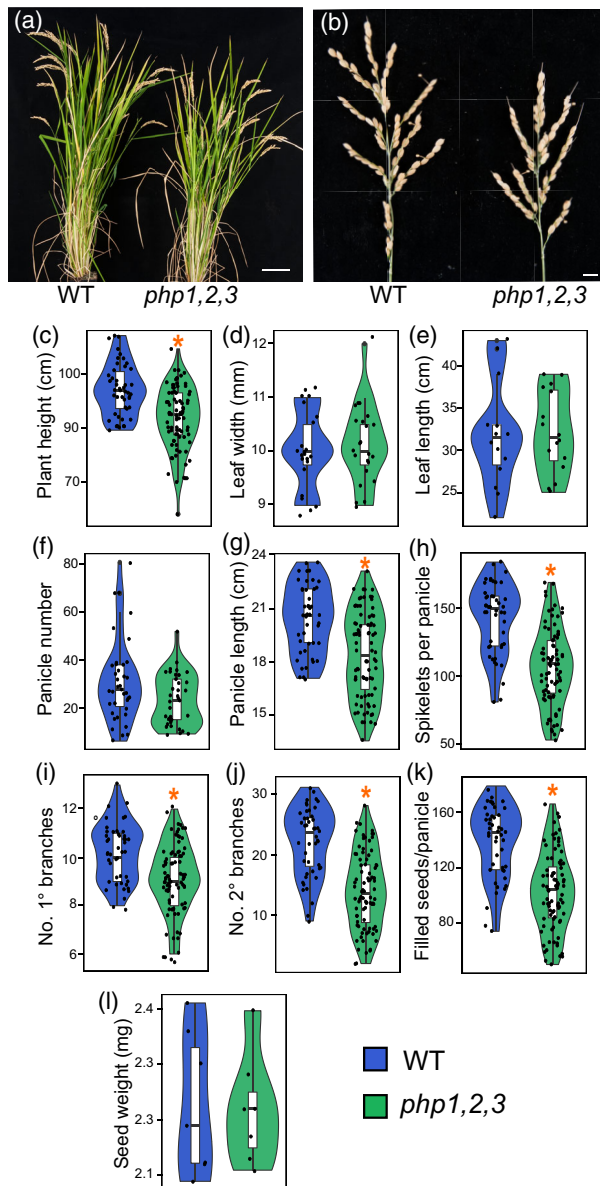 (a)
(b)
WT php1,2,3
WT php1,2,3
(c)
Plant height (cm)
100
90
70
*
(d)
Leaf width (mm)
12
11
10
9
(e)
Leaf length (cm)
40
35
30
25
(f)
Panicle number
80
60
40
20
(g)
Panicle length (cm)
24
21
18
15
*
(h)
Spikelets per panicle
150
100
50
*
(i)
No. 1° branches
12
10
8
6
*
(j)
No. 2° branches
30
20
10
*
(k)
Filled seeds/panicle
160
140
80
*
(l)
Seed weight (mg)
2.4
2.3
2.3
2.1
WT
php1,2,3